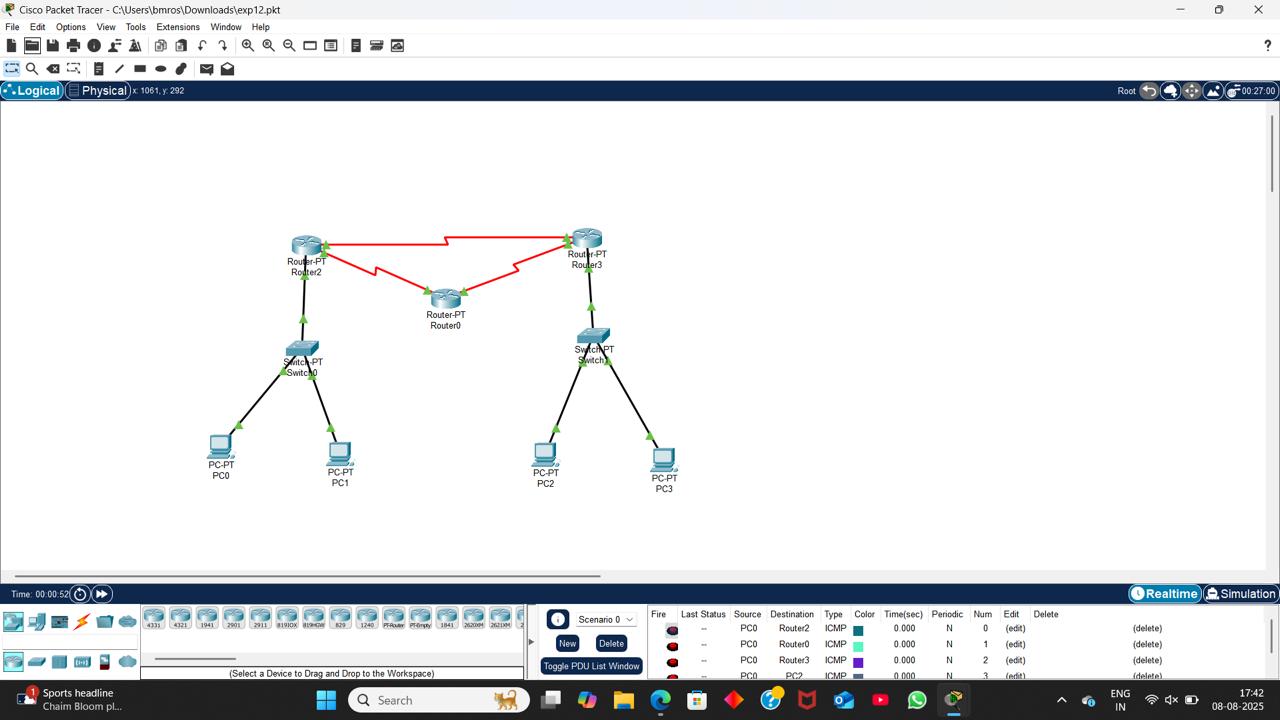 Cisco Packet Tracer - C:\Users\bmros\Downloads\exp12.pkt
File Edit Options View Tools Extensions Window Help
Logical Physical x: 1061, y: 292 Root 00:27:00
Router-PT
Router2
Router-PT
Router3
Router-PT
Router0
Switch-PT
Switch0
Switch-PT
PC-PT
PC0
PC-PT
PC1
PC-PT
PC2
PC-PT
PC3
Time: 00:00:52 Realtime Simulation
4331 4321 1941 2901 2911 819IOX 819HGW 829 1240 PT-Router PT-Empty 1841 2620XM 2621XM
(Select a Device to Drag and Drop to the Workspace)
Scenario 0
New Delete
Toggle PDU List Window
Fire Last Status Source Destination Type Color Time(sec) Periodic Num Edit Delete
-- PC0 Router2 ICMP 0.000 N 0 (edit) (delete)
-- PC0 Router0 ICMP 0.000 N 1 (edit) (delete)
-- PC0 Router3 ICMP 0.000 N 2 (edit) (delete)
-- PC0 PC2 ICMP 0.000 N 3 (edit) (delete)
1
Sports headline
Chaim Bloom pl...
Search
ENG
IN
17:42
08-08-2025